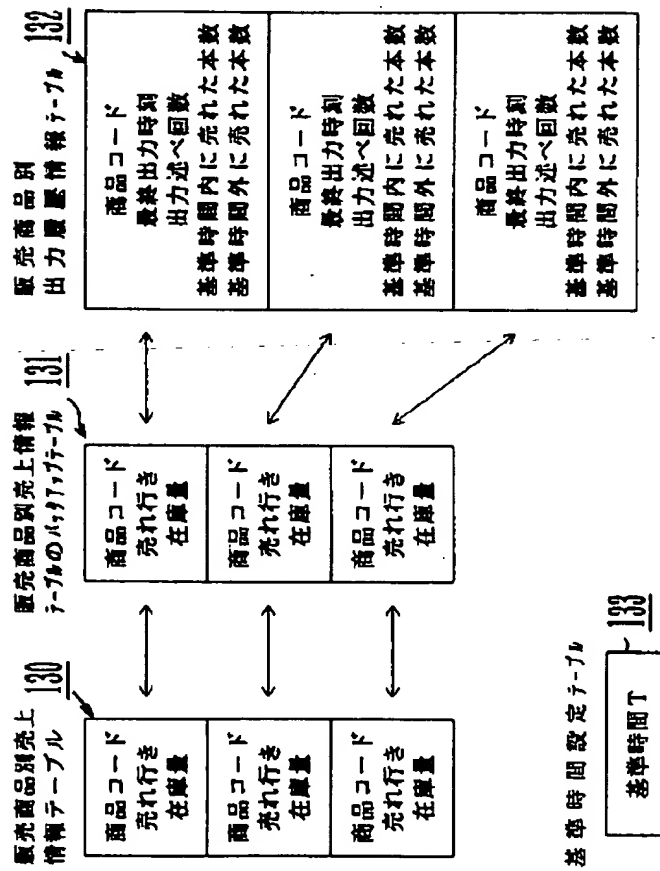 販売商品別売上
情報テーブル
130
商品コード
売れ行き
在庫量
商品コード
売れ行き
在庫量
商品コード
売れ行き
在庫量
販売商品別売上情報
テーブルのバックアップテーブル
131
商品コード
売れ行き
在庫量
商品コード
売れ行き
在庫量
商品コード
売れ行き
在庫量
販売商品別
出力履歴情報テーブル
132
商品コード
最終出力時刻
出力述べ回数
基準時間内に売れた本数
基準時間外に売れた本数
商品コード
最終出力時刻
出力述べ回数
基準時間内に売れた本数
基準時間外に売れた本数
商品コード
最終出力時刻
出力述べ回数
基準時間内に売れた本数
基準時間外に売れた本数
基準時間設定テーブル
133
基準時間T